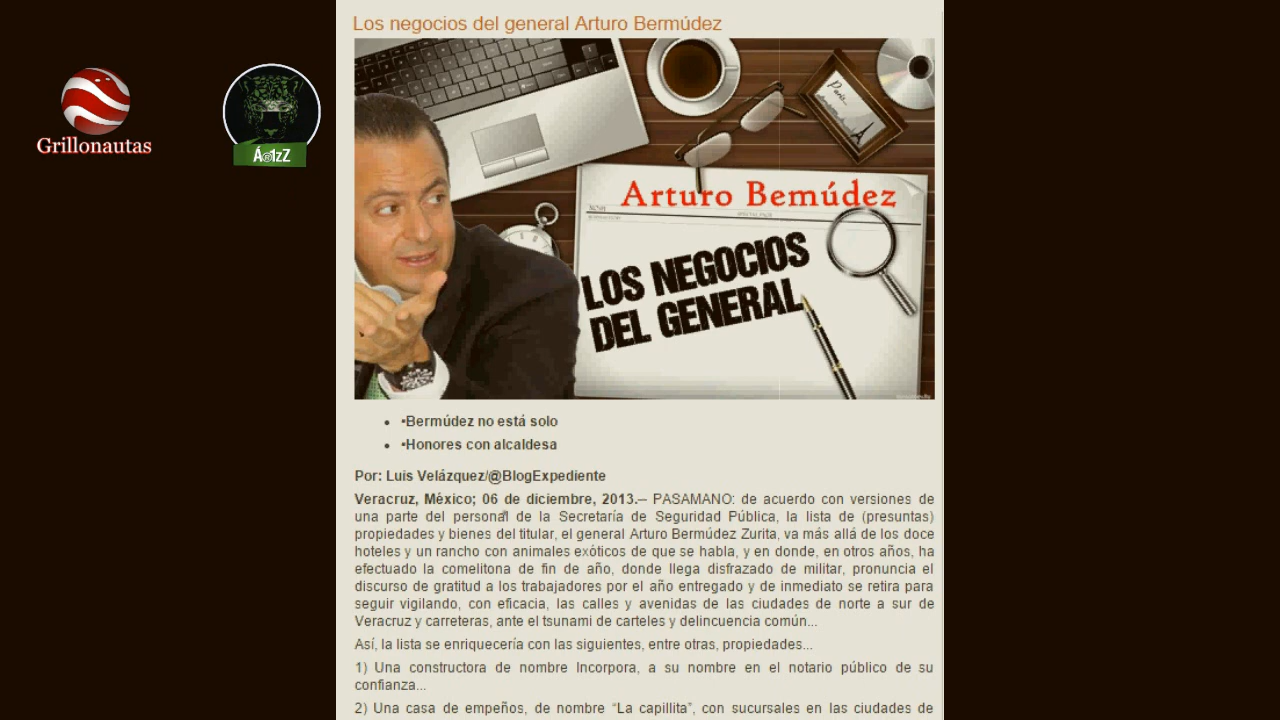 Los negocios del general Arturo Bermúdez
Grillonautas
Á@1zZ
París...
Arturo Bemúdez
LOS NEGOCIOS
DEL GENERAL
• ▪Bermúdez no está solo
• ▪Honores con alcaldesa
Por: Luis Velázquez/@BlogExpediente
Veracruz, México; 06 de diciembre, 2013.– PASAMANO: de acuerdo con versiones de
una parte del personal de la Secretaría de Seguridad Pública, la lista de (presuntas)
propiedades y bienes del titular, el general Arturo Bermúdez Zurita, va más allá de los doce
hoteles y un rancho con animales exóticos de que se habla, y en donde, en otros años, ha
efectuado la comelitona de fin de año, donde llega disfrazado de militar, pronuncia el
discurso de gratitud a los trabajadores por el año entregado y de inmediato se retira para
seguir vigilando, con eficacia, las calles y avenidas de las ciudades de norte a sur de
Veracruz y carreteras, ante el tsunami de carteles y delincuencia común...
Así, la lista se enriquecería con las siguientes, entre otras, propiedades...
1) Una constructora de nombre Incorpora, a su nombre en el notario público de su
confianza...
2) Una casa de empeños, de nombre “La capillita”, con sucursales en las ciudades de